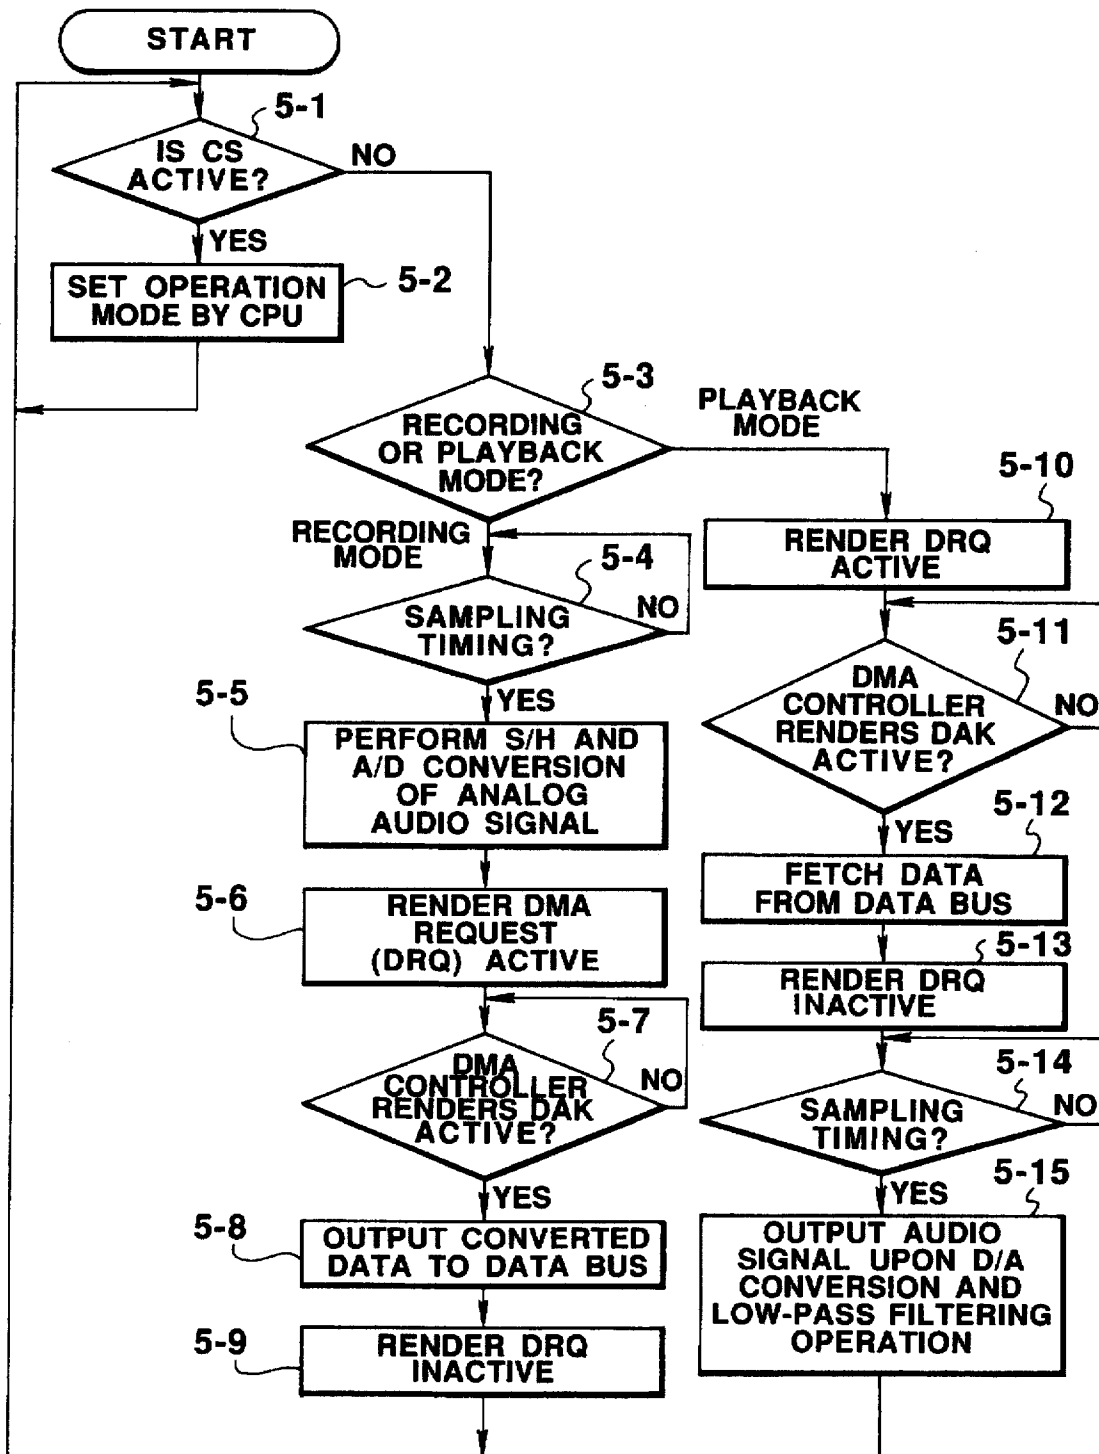 START
5-1
IS CS
ACTIVE?
NO
YES
5-2
SET OPERATION
MODE BY CPU
5-3
RECORDING
OR PLAYBACK
MODE?
PLAYBACK
MODE
RECORDING
MODE
5-4
SAMPLING
TIMING?
NO
YES
5-5
PERFORM S/H AND
A/D CONVERSION
OF ANALOG
AUDIO SIGNAL
5-6
RENDER DMA
REQUEST
(DRQ) ACTIVE
5-7
DMA
CONTROLLER
RENDERS DAK
ACTIVE?
NO
YES
5-8
OUTPUT CONVERTED
DATA TO DATA BUS
5-9
RENDER DRQ
INACTIVE
5-10
RENDER DRQ
ACTIVE
5-11
DMA
CONTROLLER
RENDERS DAK
ACTIVE?
NO
YES
5-12
FETCH DATA
FROM DATA BUS
5-13
RENDER DRQ
INACTIVE
5-14
SAMPLING
TIMING?
NO
YES
5-15
OUTPUT AUDIO
SIGNAL UPON D/A
CONVERSION AND
LOW-PASS FILTERING
OPERATION